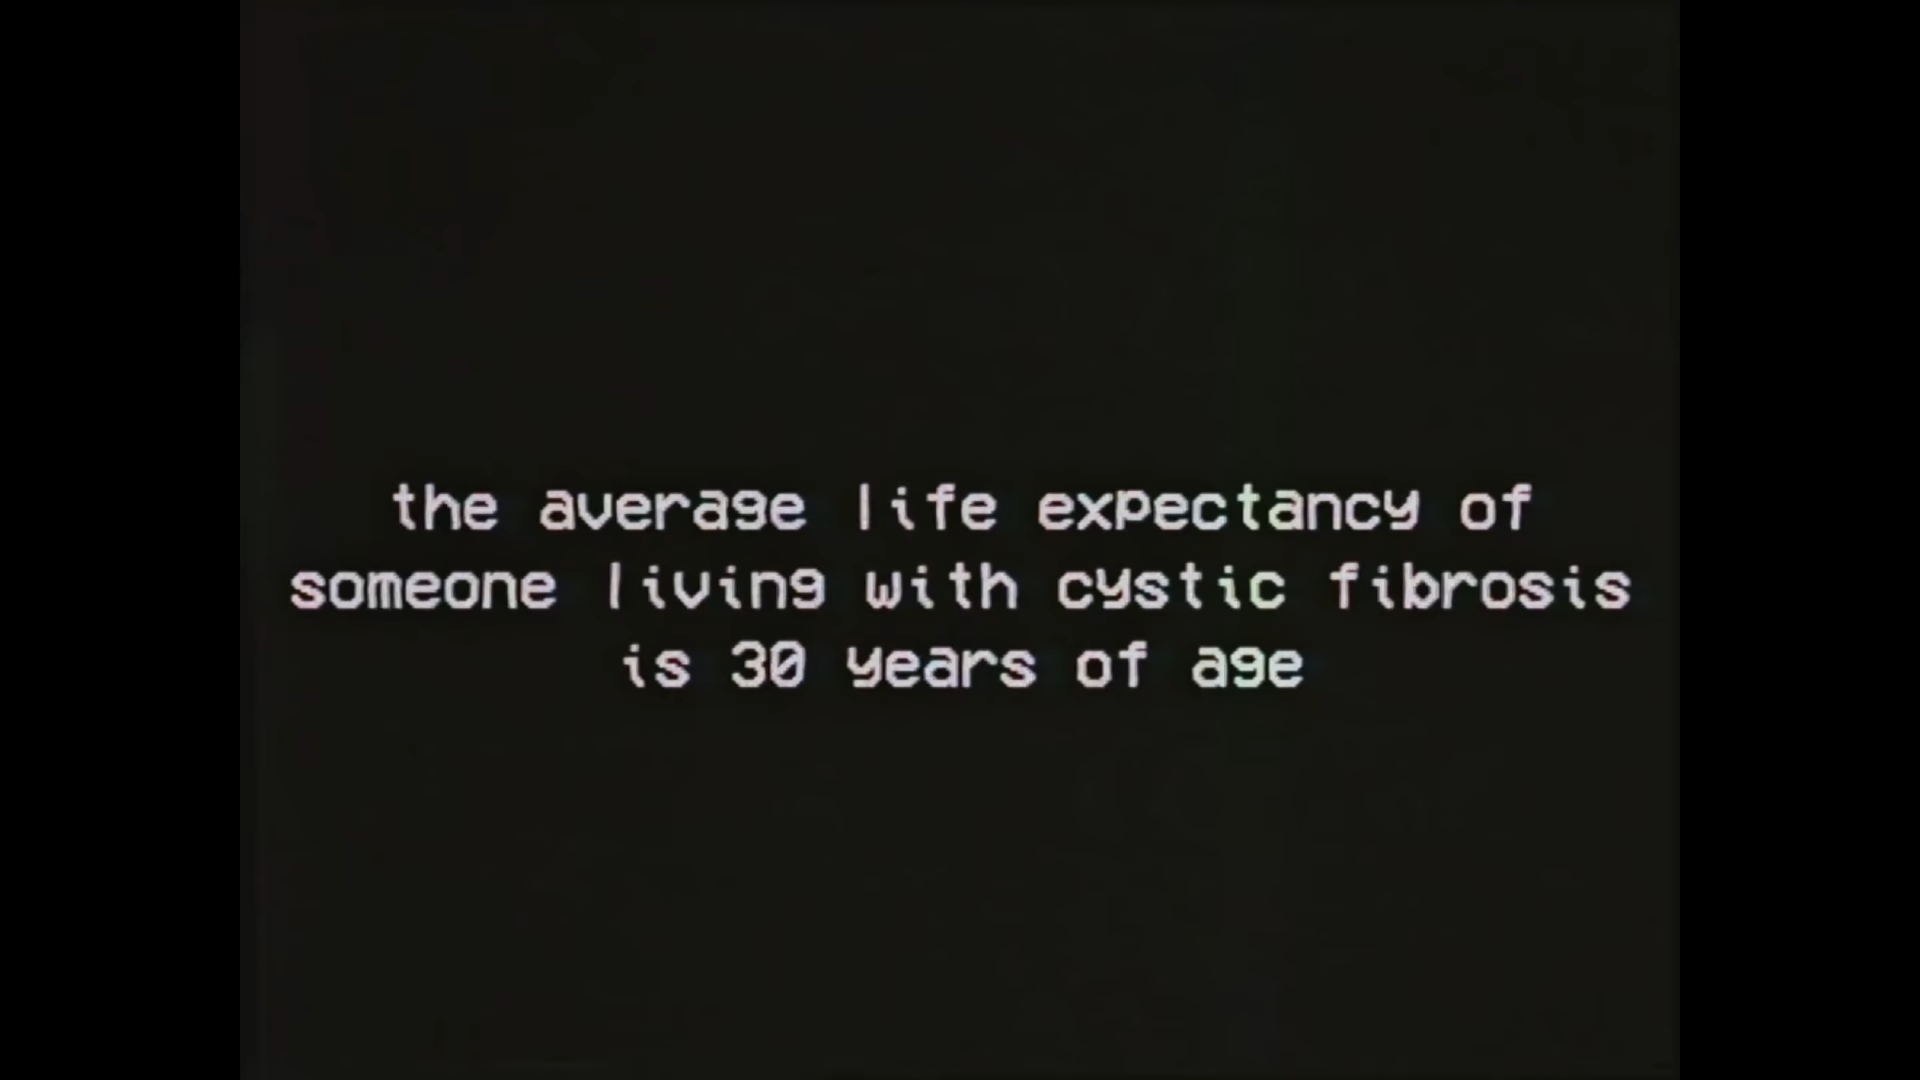 the average life expectancy of
someone living with cystic fibrosis
is 30 years of age